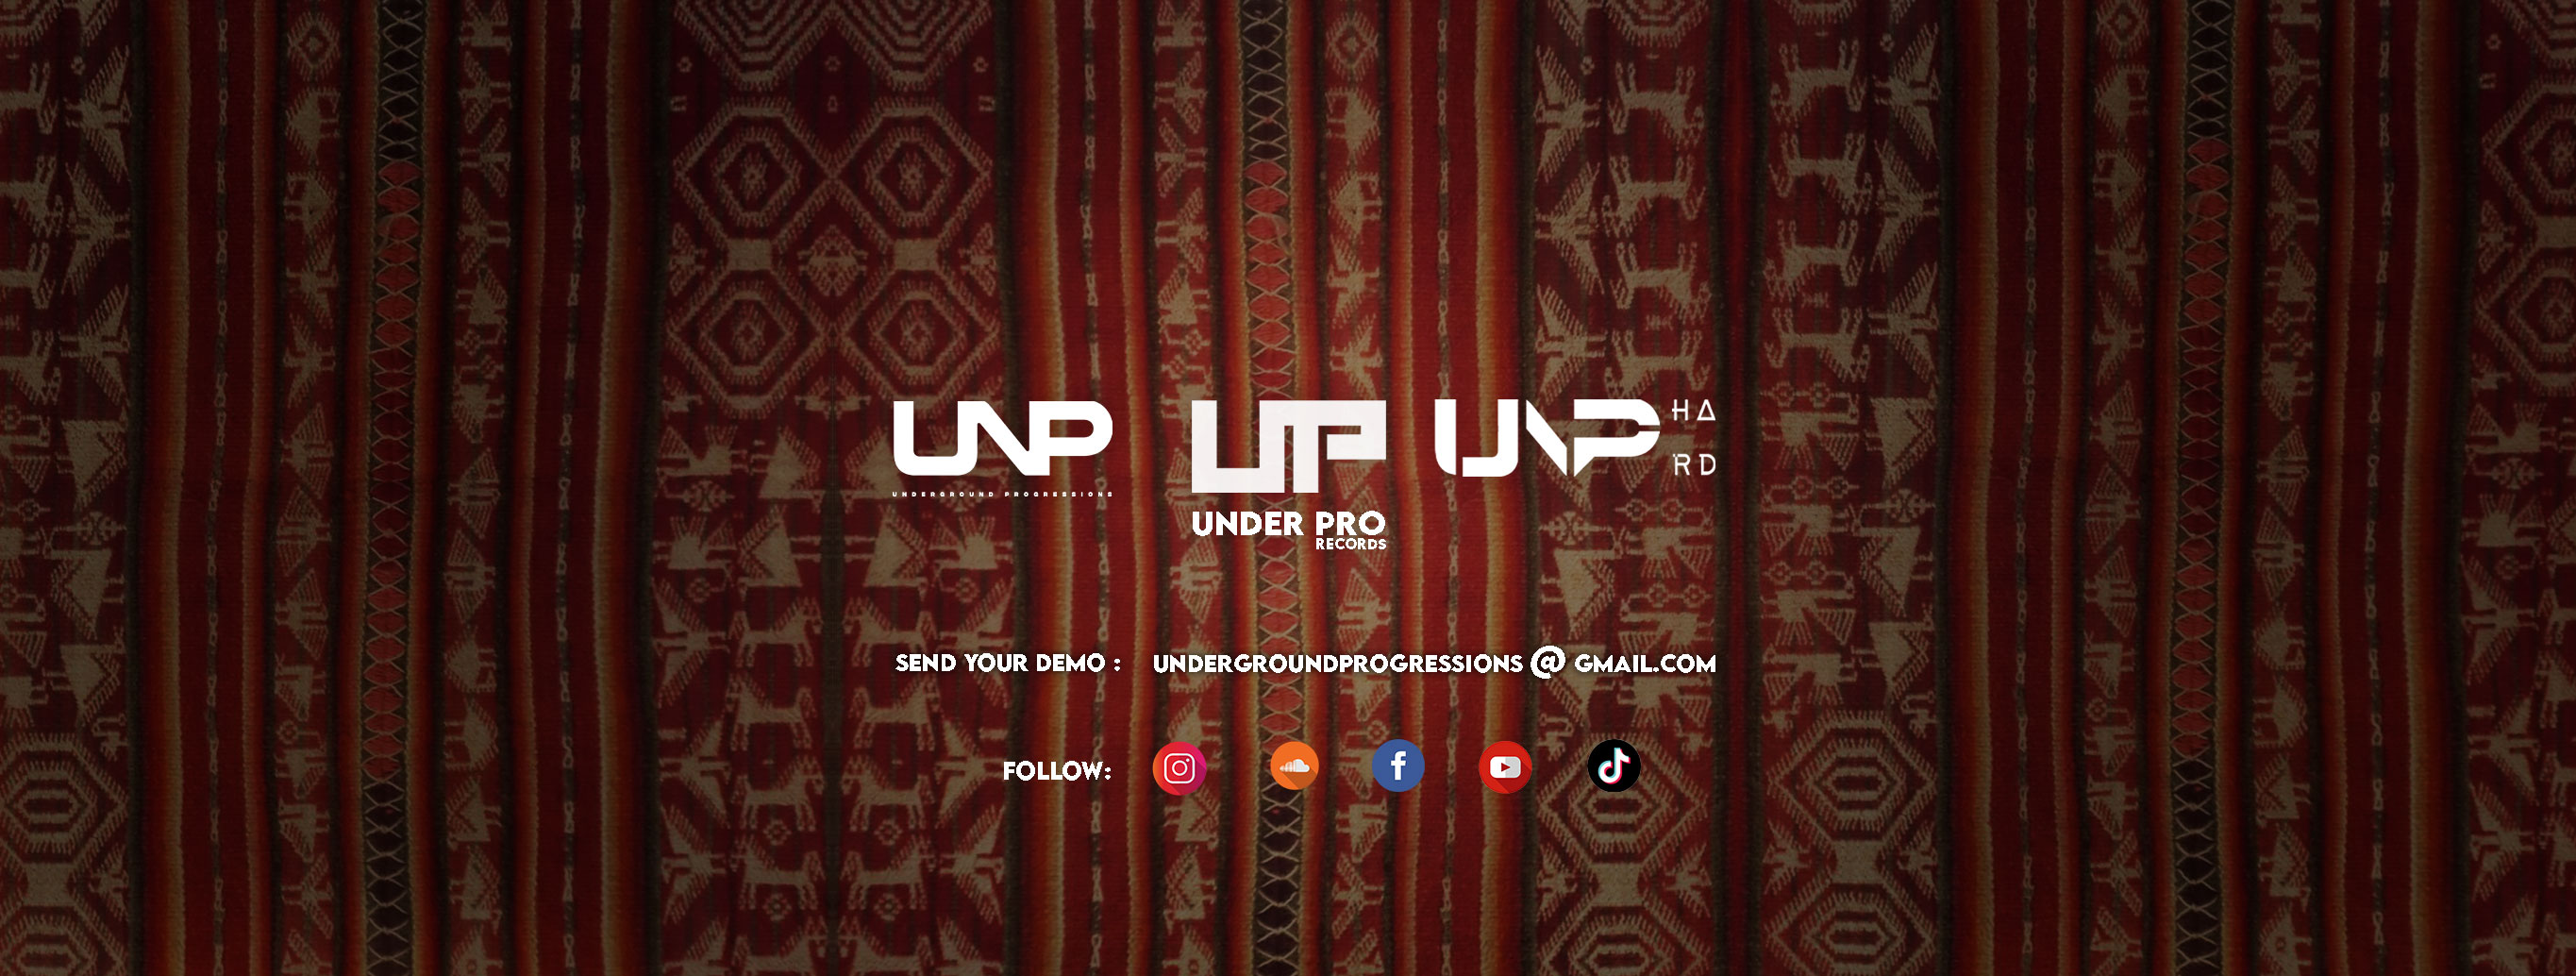 UNP
UNDERGROUND PROGRESSIONS
UP
UNDER PRO
RECORDS
UNP
HA
RD
SEND YOUR DEMO : UNDERGROUNDPROGRESSIONS @ GMAIL.COM
FOLLOW: